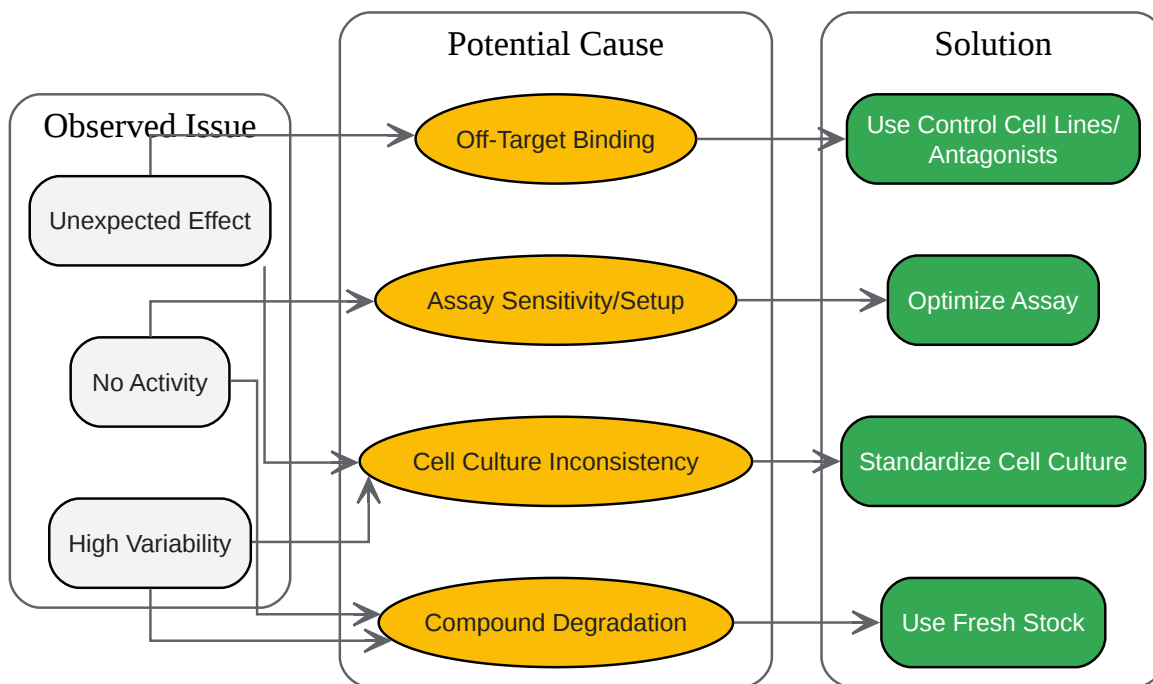 Observed Issue
Unexpected Effect
No Activity
High Variability
Potential Cause
Off-Target Binding
Assay Sensitivity/Setup
Cell Culture Inconsistency
Compound Degradation
Solution
Use Control Cell Lines/
Antagonists
Optimize Assay
Standardize Cell Culture
Use Fresh Stock